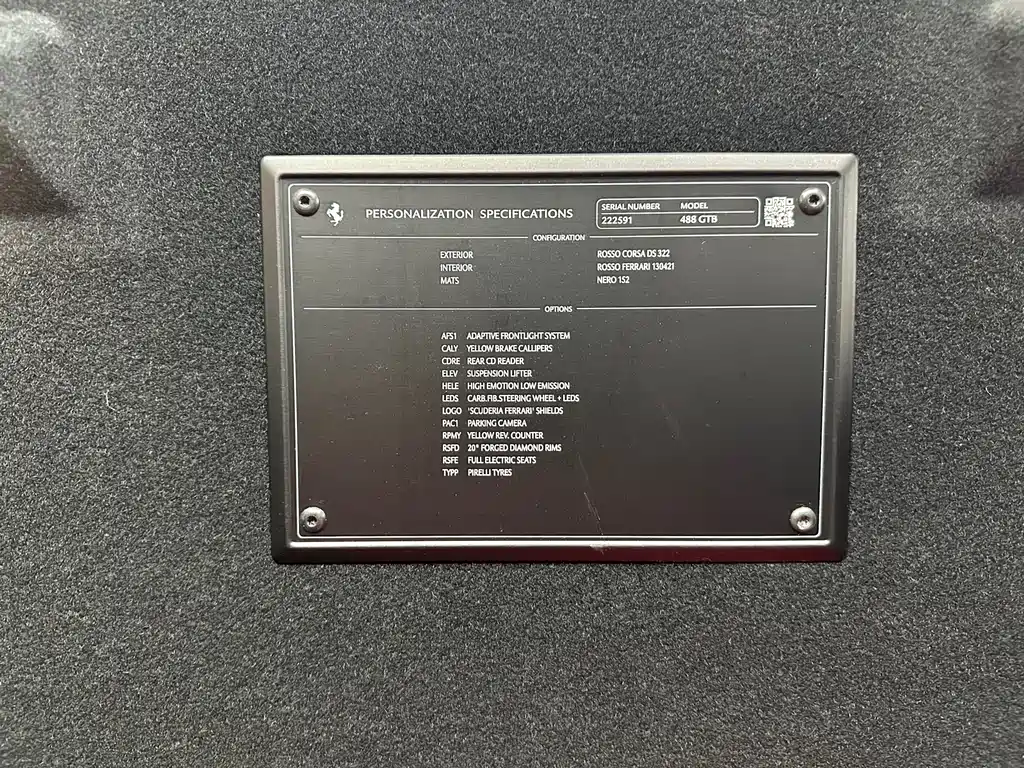 PERSONALIZATION SPECIFICATIONS
SERIAL NUMBER MODEL
222591 488 GTB
CONFIGURATION
EXTERIOR ROSSO CORSA DS 322
INTERIOR ROSSO FERRARI 130421
MATS NERO 152
OPTIONS
AFS1 ADAPTIVE FRONTLIGHT SYSTEM
CALY YELLOW BRAKE CALLIPERS
CDRE REAR CD READER
ELEV SUSPENSION LIFTER
HELE HIGH EMOTION LOW EMISSION
LEDS CARB.FIB.STEERING WHEEL + LEDS
LOGO 'SCUDERIA FERRARI' SHIELDS
PAC1 PARKING CAMERA
RPMY YELLOW REV. COUNTER
RSFD 20" FORGED DIAMOND RIMS
RSFE FULL ELECTRIC SEATS
TYPP PIRELLI TYRES